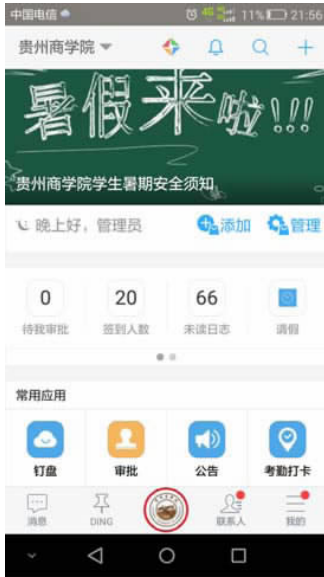 中国电信 4G 11% 21:56
贵州商学院
暑假来啦!!!
贵州商学院学生暑期安全须知
晚上好，管理员 添加 管理
0 20 66
待我审批 签到人数 未读日志 请假
常用应用
钉盘 审批 公告 考勤打卡
消息 DING 联系人 我的